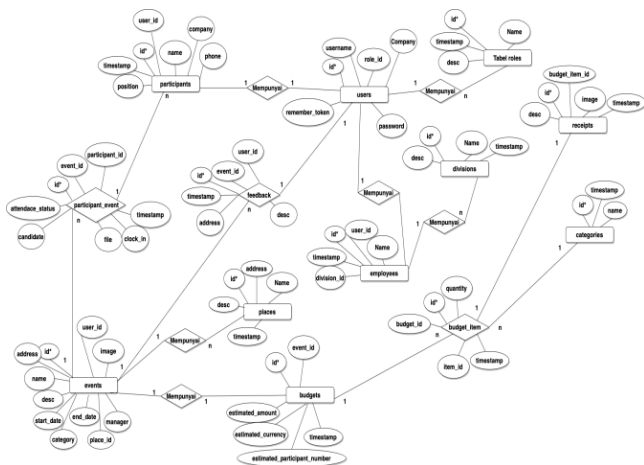 user_id
company
id*
name
timestamp
phone
position
participants
n
1
Mempunyai
1
username
role_id
Company
id*
users
remember_token
password
1
Mempunyai
n
id*
Name
timestamp
desc
Tabel roles
budget_item_id
id*
image
desc
timestamp
receipts
1
participant_id
event_id
id*
attendace_status
participant_event
timestamp
candidata
file
clock_in
1
n
user_id
event_id
id*
timestamp
feedback
address
desc
1
1
Mempunyai
1
Name
id*
timestamp
desc
divisions
n
Mempunyai
1
user_id
id*
Name
timestamp
division_id
employees
timestamp
id*
name
categories
1
quantity
id*
budget_id
budget_item
n
n
timestamp
item_id
address
id*
Name
desc
places
timestamp
n
Mempunyai
1
user_id
address
id*
image
name
events
desc
start_date
end_date
manager
category
place_id
1
1
1
Mempunyai
1
event_id
id*
budgets
estimated_amount
estimated_currency
timestamp
estimated_participant_number
1